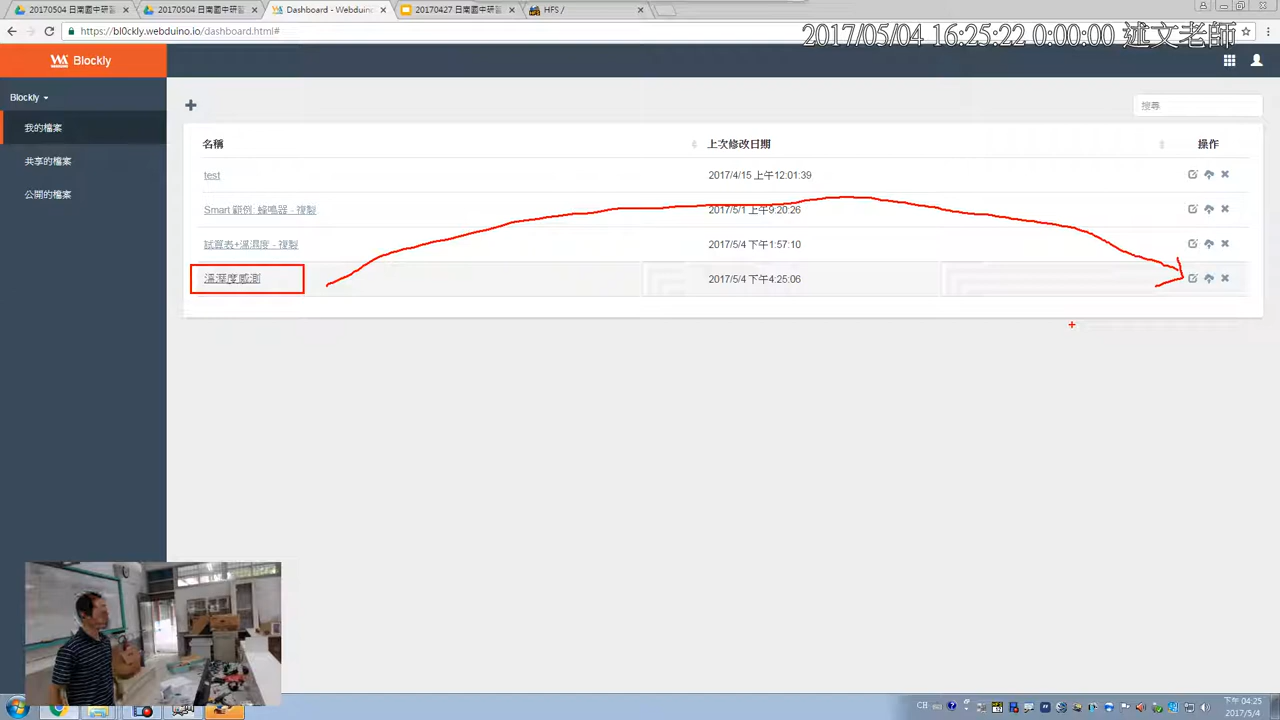 20170504 日南國中研習
20170504 日南國中研習
Dashboard - Webduino
20170427 日南國中研習
HFS /
https://bl0ckly.webduino.io/dashboard.html#
2017/05/04 16:25:22 0:00:00 述文老師
Blockly
Blockly
我的檔案
共享的檔案
公開的檔案
搜尋
名稱 上次修改日期 操作
test 2017/4/15 上午12:01:39
Smart 範例: 蜂鳴器 - 複製 2017/5/1 上午9:20:26
試算表+溫濕度 - 複製 2017/5/4 下午1:57:10
溫溼度感測 2017/5/4 下午4:25:06
CH
下午 04:25
2017/5/4